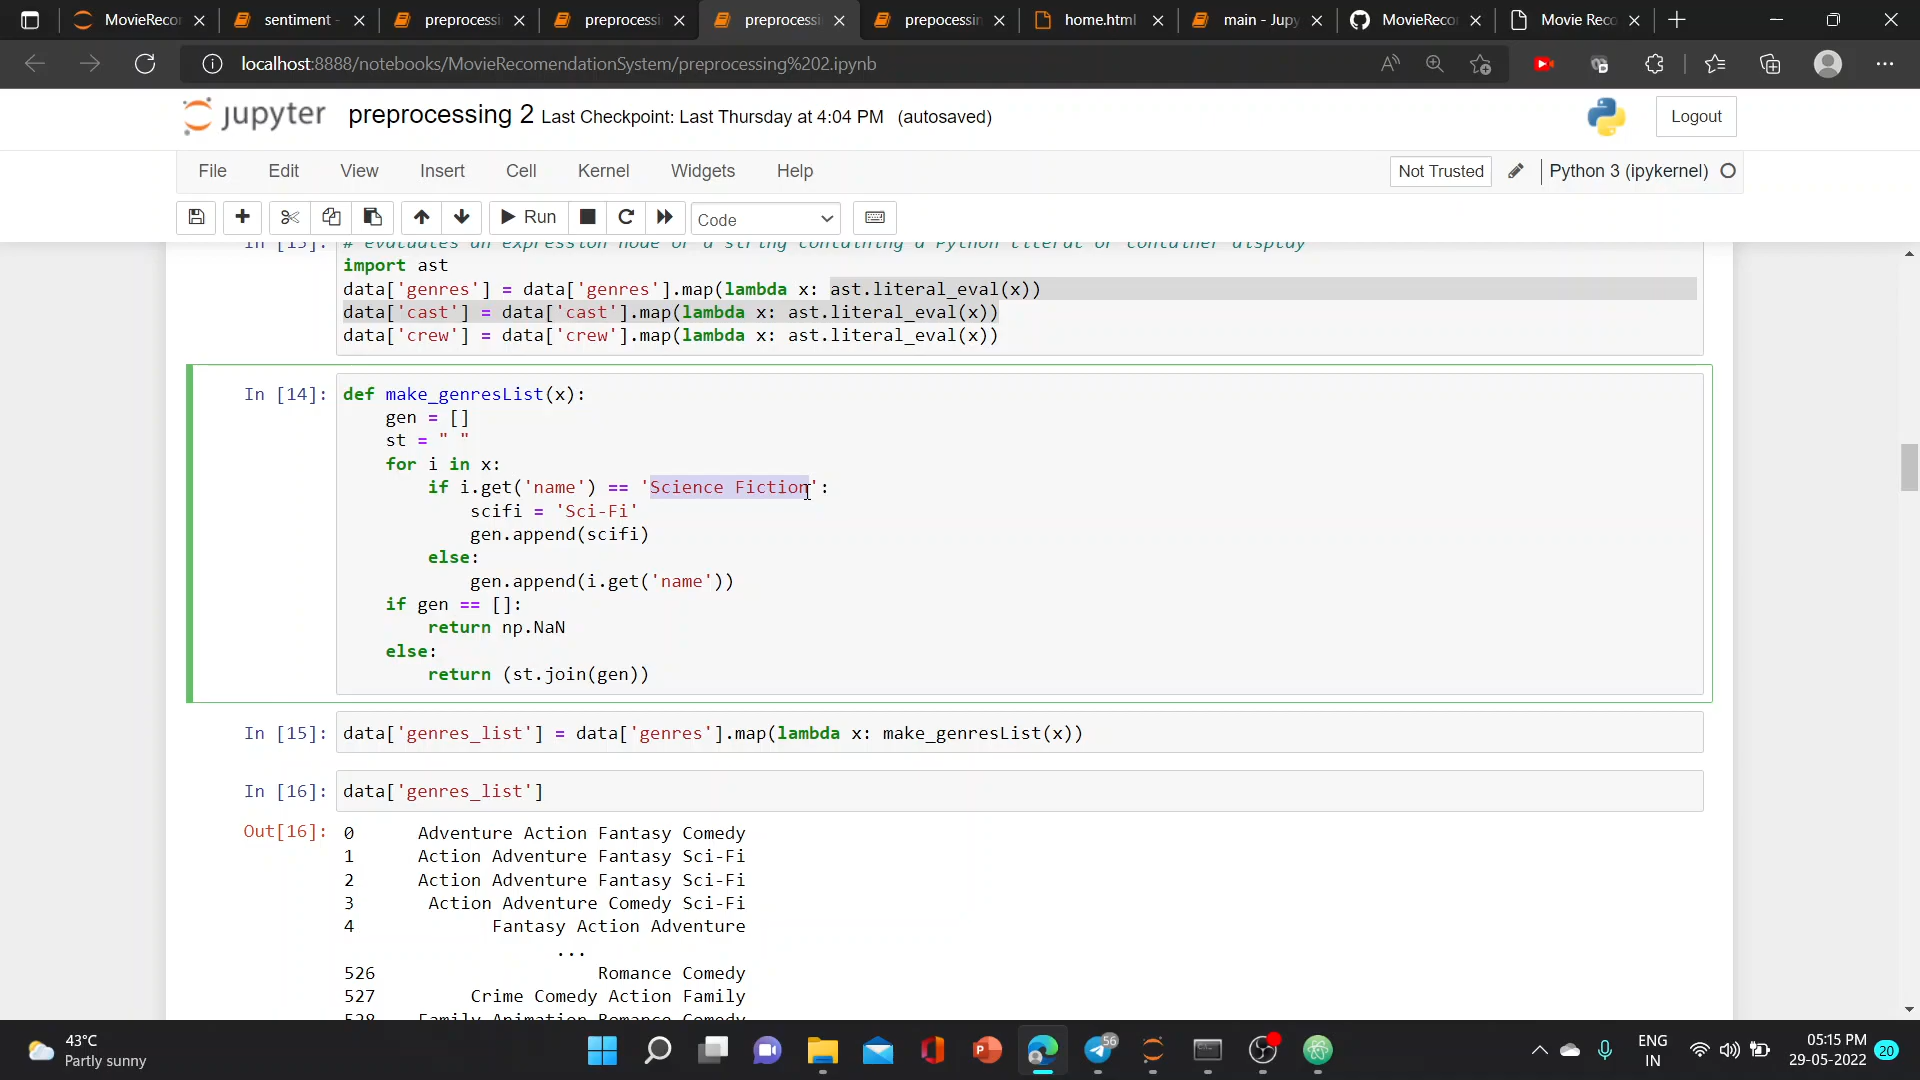 MovieRecor
sentiment -
preprocessi
preprocessi
preprocessi
prepocessin
home.html
main - Jupy
MovieReco
Movie Reco
localhost:8888/notebooks/MovieRecomendationSystem/preprocessing%202.ipynb
jupyter preprocessing 2 Last Checkpoint: Last Thursday at 4:04 PM (autosaved)
Logout
File Edit View Insert Cell Kernel Widgets Help
Not Trusted Python 3 (ipykernel)
Run Code
In [13]: # evaluates an expression node or a string containing a Python literal or container display
import ast
data['genres'] = data['genres'].map(lambda x: ast.literal_eval(x))
data['cast'] = data['cast'].map(lambda x: ast.literal_eval(x))
data['crew'] = data['crew'].map(lambda x: ast.literal_eval(x))
In [14]: def make_genresList(x):
    gen = []
    st = " "
    for i in x:
        if i.get('name') == 'Science Fiction':
            scifi = 'Sci-Fi'
            gen.append(scifi)
        else:
            gen.append(i.get('name'))
    if gen == []:
        return np.NaN
    else:
        return (st.join(gen))
In [15]: data['genres_list'] = data['genres'].map(lambda x: make_genresList(x))
In [16]: data['genres_list']
Out[16]: 0 Adventure Action Fantasy Comedy
1 Action Adventure Fantasy Sci-Fi
2 Action Adventure Fantasy Sci-Fi
3 Action Adventure Comedy Sci-Fi
4 Fantasy Action Adventure
...
526 Romance Comedy
527 Crime Comedy Action Family
528 Family Animation Romance Comedy
43°C
Partly sunny
56
ENG
IN
05:15 PM
29-05-2022
20